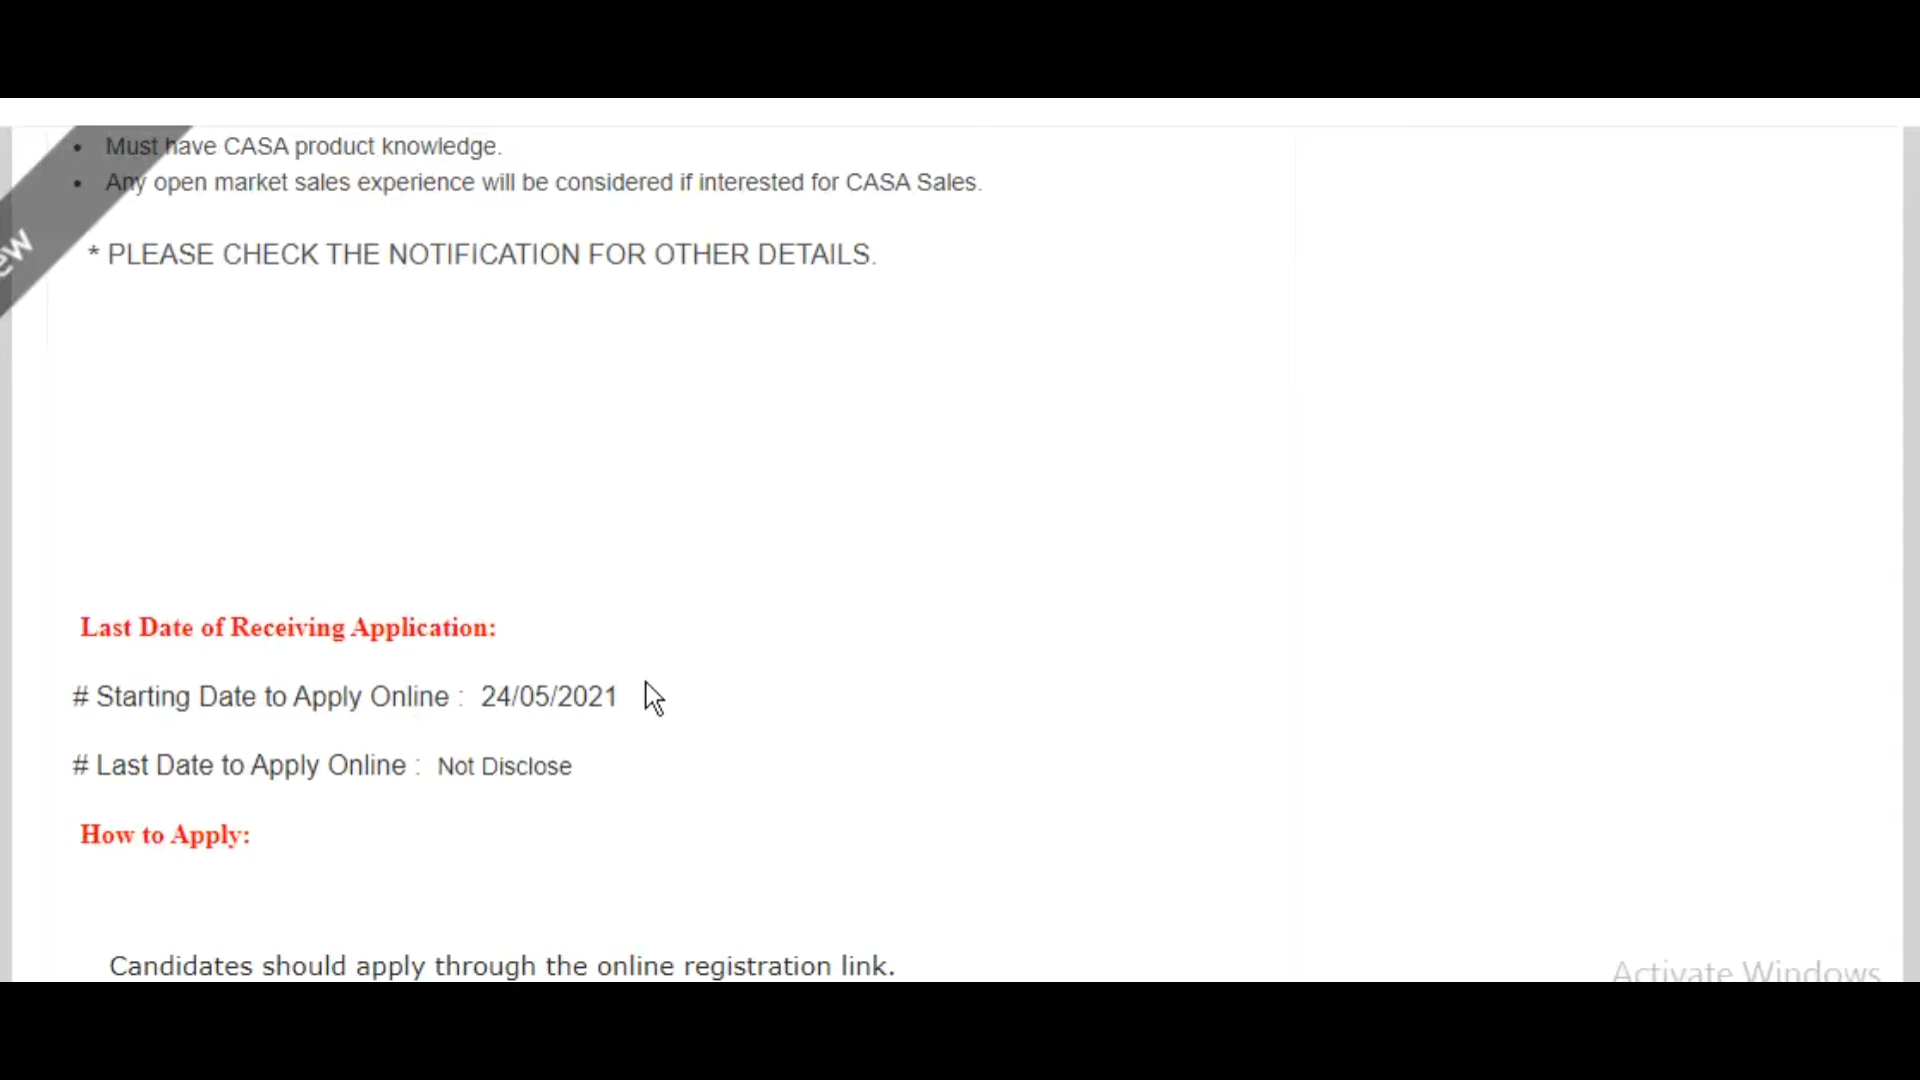 • Must have CASA product knowledge.
• Any open market sales experience will be considered if interested for CASA Sales.
* PLEASE CHECK THE NOTIFICATION FOR OTHER DETAILS.
Last Date of Receiving Application:
# Starting Date to Apply Online : 24/05/2021
# Last Date to Apply Online : Not Disclose
How to Apply:
Candidates should apply through the online registration link.
Activate Windows